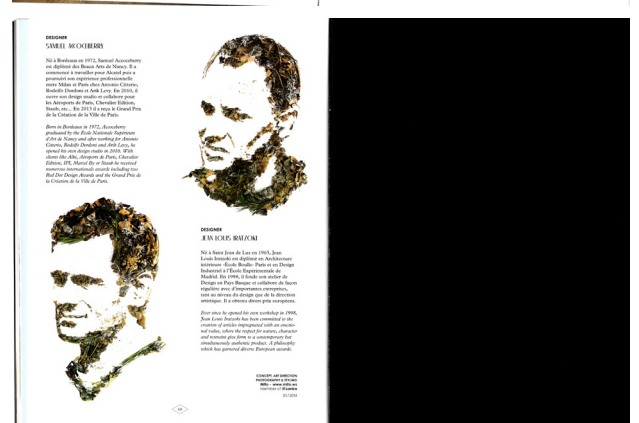 DESIGNER
SAMUEL ACCOCEBERRY
Né à Bordeaux en 1972, Samuel Accoceberry
est diplômé des Beaux Arts de Nancy. Il a
commencé à travailler pour Alcatel puis a
poursuivi son expérience professionnelle
entre Milan et Paris chez Antonio Citterio,
Rodolfo Dordoni et Arik Levy. En 2010, il
ouvre son design studio et collabore pour
les Aéroports de Paris, Chevalier Edition,
Staub, etc... En 2013 il a reçu le Grand Prix
de la Création de la Ville de Paris.
Born in Bordeaux in 1972, Accoceberry
graduated by the Ecole Nationale Supérieure
d'Art de Nancy and after working for Antonio
Citterio, Rodolfo Dordoni and Arik Levy, he
opened his own design studio in 2010. With
clients like Alki, Aéroports de Paris, Chevalier
Edition, IPI, Marcel By or Staub he received
numerous internationals awards including two
Red Dot Design Awards and the Grand Prix de
la Création de la Ville de Paris.
DESIGNER
JEAN LOUIS IRATZOKI
Né à Saint Jean de Luz en 1965, Jean
Louis Iratzoki est diplômé en Architecture
intérieure -Ecole Boulle- Paris et en Design
Industriel à l'École Expérimentale de
Madrid. En 1998, il fonde son atelier de
Design en Pays Basque et collabore de façon
régulière avec d'importantes entreprises,
tant au niveau du design que de la direction
artistique. Il a obtenu divers prix européens.
Ever since he opened his own workshop in 1998,
Jean Louis Iratzoki has been committed to the
creation of articles impregnated with an emotio-
nal value, where the respect for nature, character
and nontoins give form to a contemporary but
simultaneously authentic product. A philosophy
which has garnered diverse European awards.
CONCEPT, ART DIRECTION
PHOTOGRAPHY & STYLING
Mito - www.mito.ws
Member of
01/2014